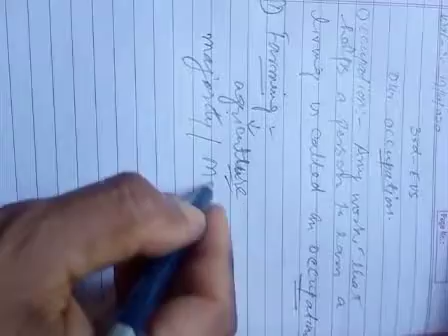 3rd - EVS
Our occupation
Occupation:- Any work that
helps a person to earn a
living is called an occupation
1) Farming:-
agriculture
majority / m